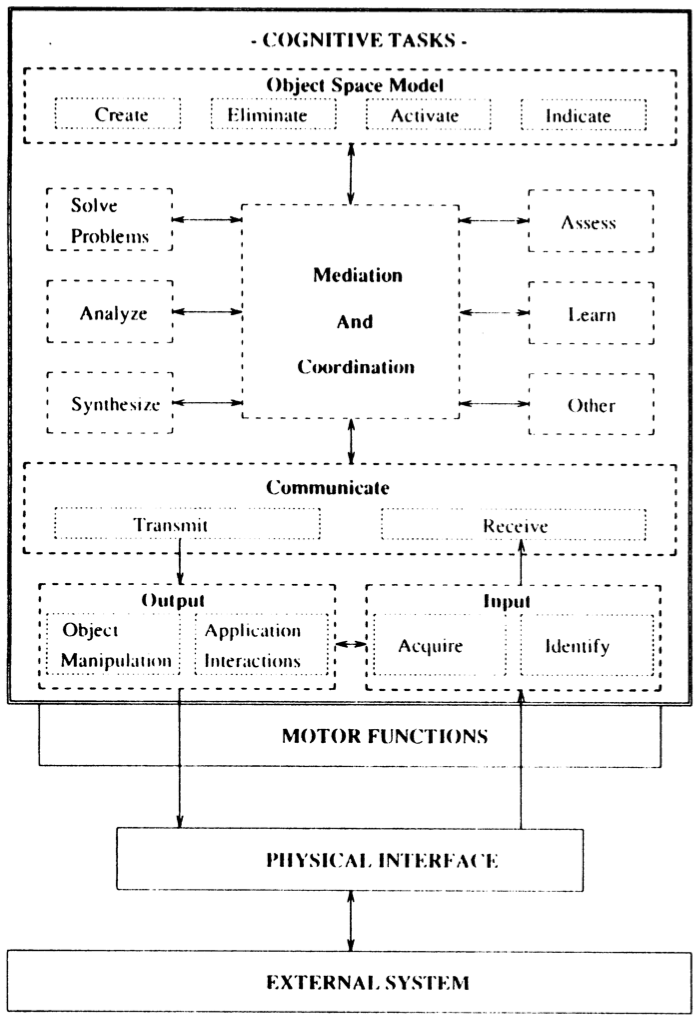 - COGNITIVE TASKS -
Object Space Model
Create Eliminate Activate Indicate
Solve
Problems
Assess
Mediation
And
Coordination
Analyze
Learn
Synthesize
Other
Communicate
Transmit Receive
Output Input
Object
Manipulation
Application
Interactions
Acquire Identify
MOTOR FUNCTIONS
PHYSICAL INTERFACE
EXTERNAL SYSTEM